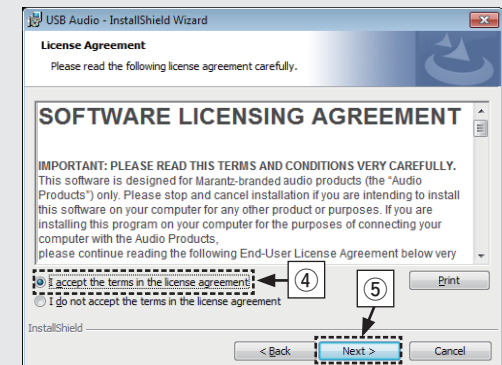 USB Audio - InstallShield Wizard
License Agreement
Please read the following license agreement carefully.
SOFTWARE LICENSING AGREEMENT
IMPORTANT: PLEASE READ THIS TERMS AND CONDITIONS VERY CAREFULLY.
This software is designed for Marantz-branded audio products (the “Audio
Products”) only. Please stop and cancel installation if you are intending to install
this software on your computer for any other product or purposes. If you are
installing this program on your computer for the purposes of connecting your
computer with the Audio Products,
please continue reading the following End-User License Agreement below very
I accept the terms in the license agreement
④
Print
I do not accept the terms in the license agreement
⑤
InstallShield
< Back
Next >
Cancel